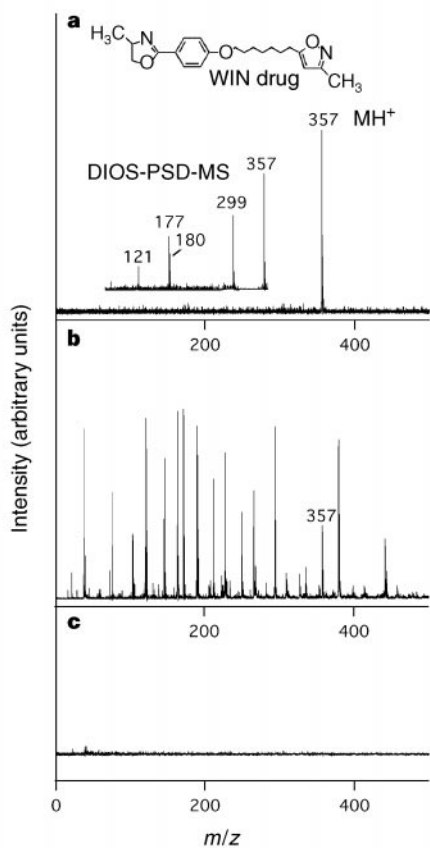 a
H₃C
N
O
O
O
N
CH₃
WIN drug
357 MH⁺
DIOS-PSD-MS 357
299
177
180
121
200 400
b
357
200 400
c
0 200 400
m/z
Intensity (arbitrary units)